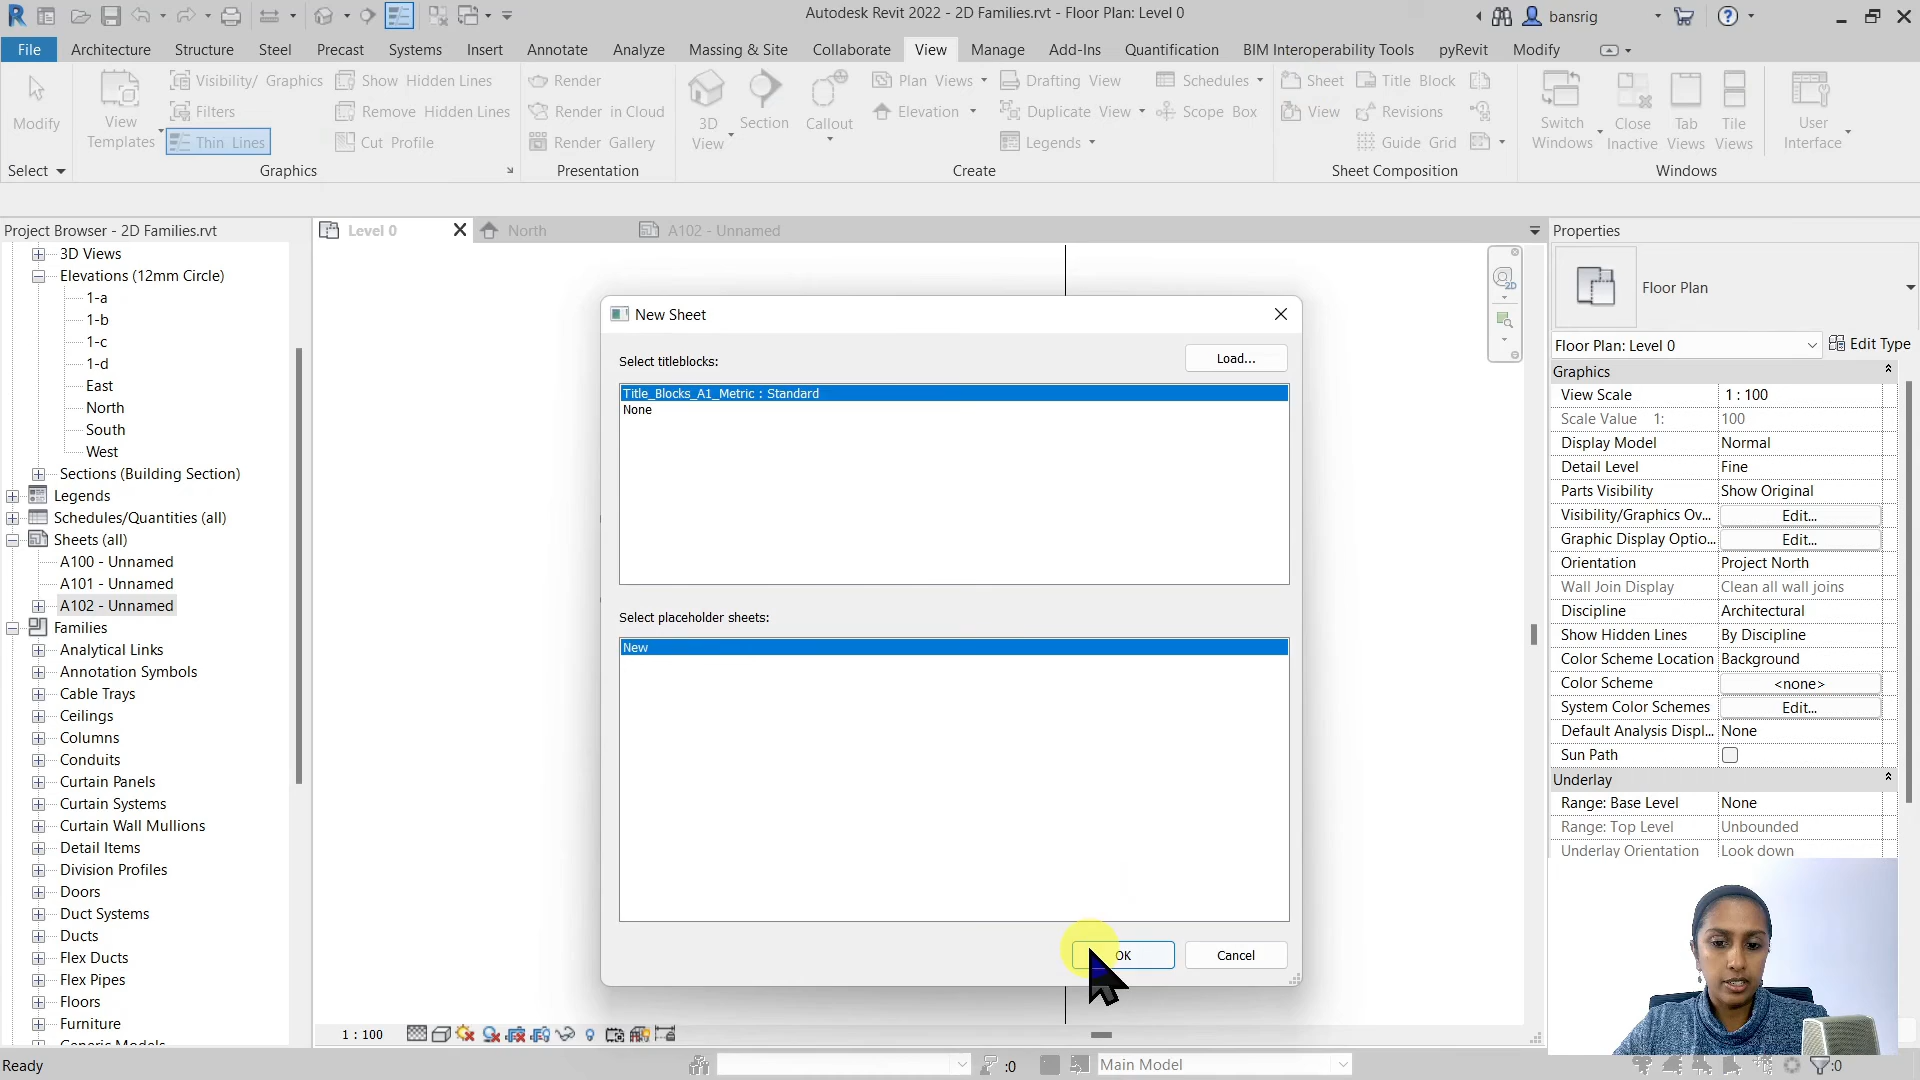 Autodesk Revit 2022 - 2D Families.rvt - Floor Plan: Level 0
bansrig
File Architecture Structure Steel Precast Systems Insert Annotate Analyze Massing & Site Collaborate View Manage Add-Ins Quantification BIM Interoperability Tools pyRevit Modify
Modify
View Templates
Visibility/ Graphics
Filters
Thin Lines
Show Hidden Lines
Remove Hidden Lines
Cut Profile
Render
Render in Cloud
Render Gallery
3D View
Section
Callout
Plan Views
Elevation
Drafting View
Duplicate View
Legends
Schedules
Scope Box
Sheet
View
Title Block
Revisions
Guide Grid
Switch Windows
Close Inactive
Tab Views
Tile Views
User Interface
Select Graphics Presentation Create Sheet Composition Windows
Project Browser - 2D Families.rvt
3D Views
Elevations (12mm Circle)
1-a
1-b
1-c
1-d
East
North
South
West
Sections (Building Section)
Legends
Schedules/Quantities (all)
Sheets (all)
A100 - Unnamed
A101 - Unnamed
A102 - Unnamed
Families
Analytical Links
Annotation Symbols
Cable Trays
Ceilings
Columns
Conduits
Curtain Panels
Curtain Systems
Curtain Wall Mullions
Detail Items
Division Profiles
Doors
Duct Systems
Ducts
Flex Ducts
Flex Pipes
Floors
Furniture
Level 0
North
A102 - Unnamed
New Sheet
Select titleblocks:
Load...
Title_Blocks_A1_Metric : Standard
None
Select placeholder sheets:
New
OK
Cancel
2D
1 : 100
Properties
Floor Plan
Floor Plan: Level 0
Edit Type
Graphics
View Scale 1 : 100
Scale Value 1: 100
Display Model Normal
Detail Level Fine
Parts Visibility Show Original
Visibility/Graphics Ov... Edit...
Graphic Display Optio... Edit...
Orientation Project North
Wall Join Display Clean all wall joins
Discipline Architectural
Show Hidden Lines By Discipline
Color Scheme Location Background
Color Scheme <none>
System Color Schemes Edit...
Default Analysis Displ... None
Sun Path
Underlay
Range: Base Level None
Range: Top Level Unbounded
Underlay Orientation Look down
Ready
:0
Main Model
:0